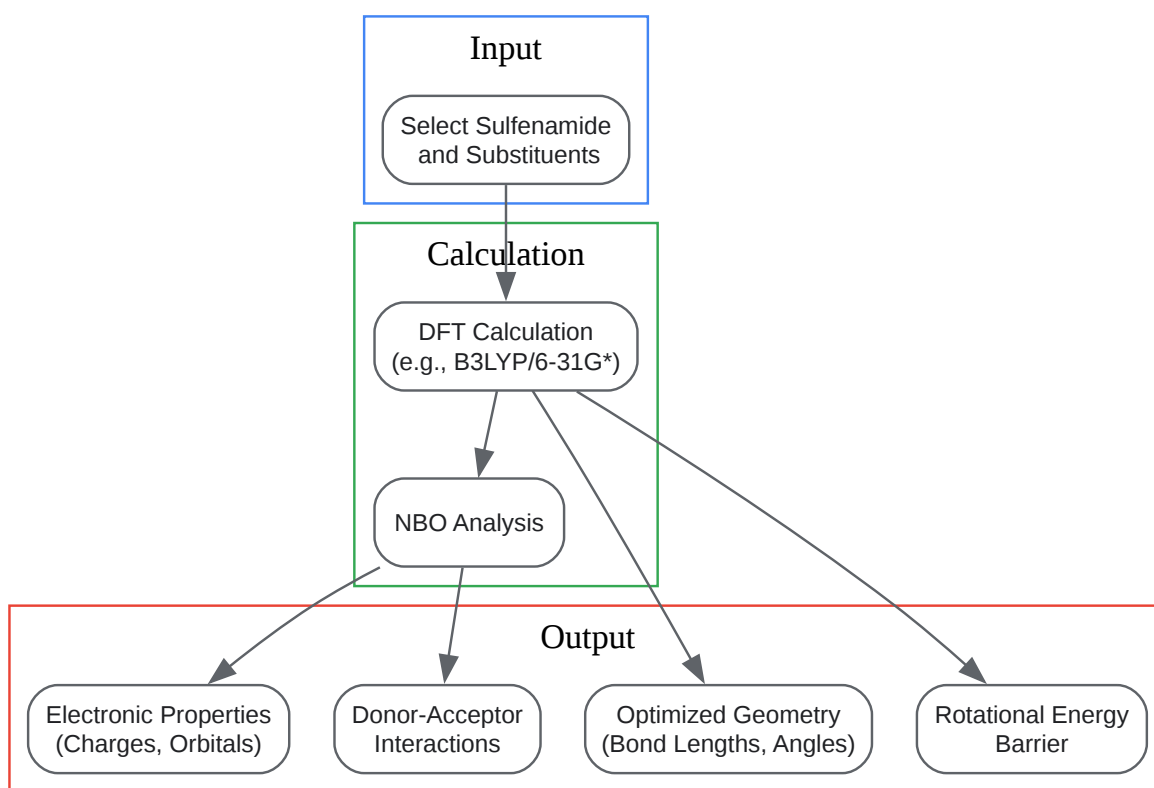 Input
Select Sulfenamide
and Substituents
Calculation
DFT Calculation
(e.g., B3LYP/6-31G*)
NBO Analysis
Output
Electronic Properties
(Charges, Orbitals)
Donor-Acceptor
Interactions
Optimized Geometry
(Bond Lengths, Angles)
Rotational Energy
Barrier